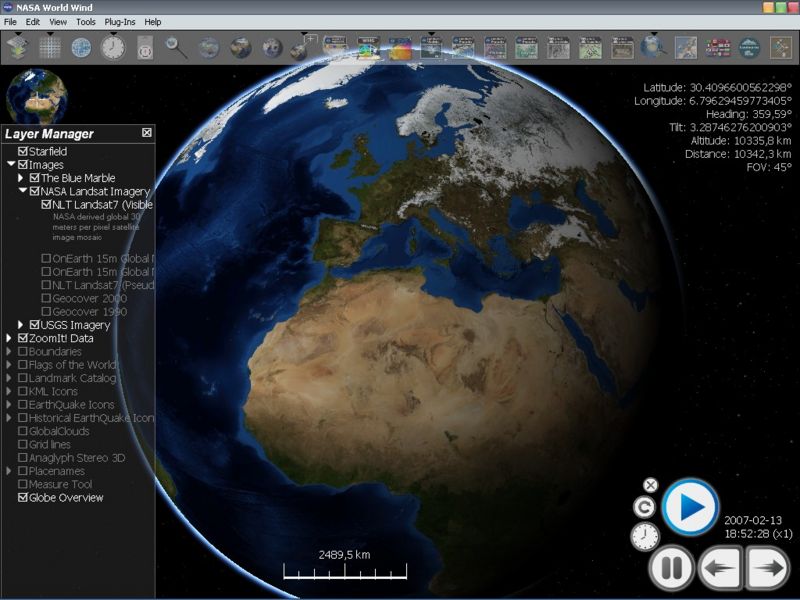 NASA World Wind
File Edit View Tools Plug-Ins Help
Latitude: 30.4096600562298°
Longitude: 6.79629459773405°
Heading: 359,59°
Tilt: 3.28746276200903°
Altitude: 10335,8 km
Distance: 10342,3 km
FOV: 45°
Layer Manager
Starfield
Images
The Blue Marble
NASA Landsat Imagery
NLT Landsat7 (Visible
NASA derived global 30
meters per pixel satellite
image mosaic
OnEarth 15m Global
OnEarth 15m Global
NLT Landsat7 (Pseud
Geocover 2000
Geocover 1990
USGS Imagery
ZoomIt! Data
Boundaries
Flags of the World
Landmark Catalog
KML Icons
EarthQuake Icons
Historical EarthQuake Icon
GlobalClouds
Grid lines
Anaglyph Stereo 3D
Placenames
Measure Tool
Globe Overview
2489,5 km
2007-02-13
18:52:28 (x1)